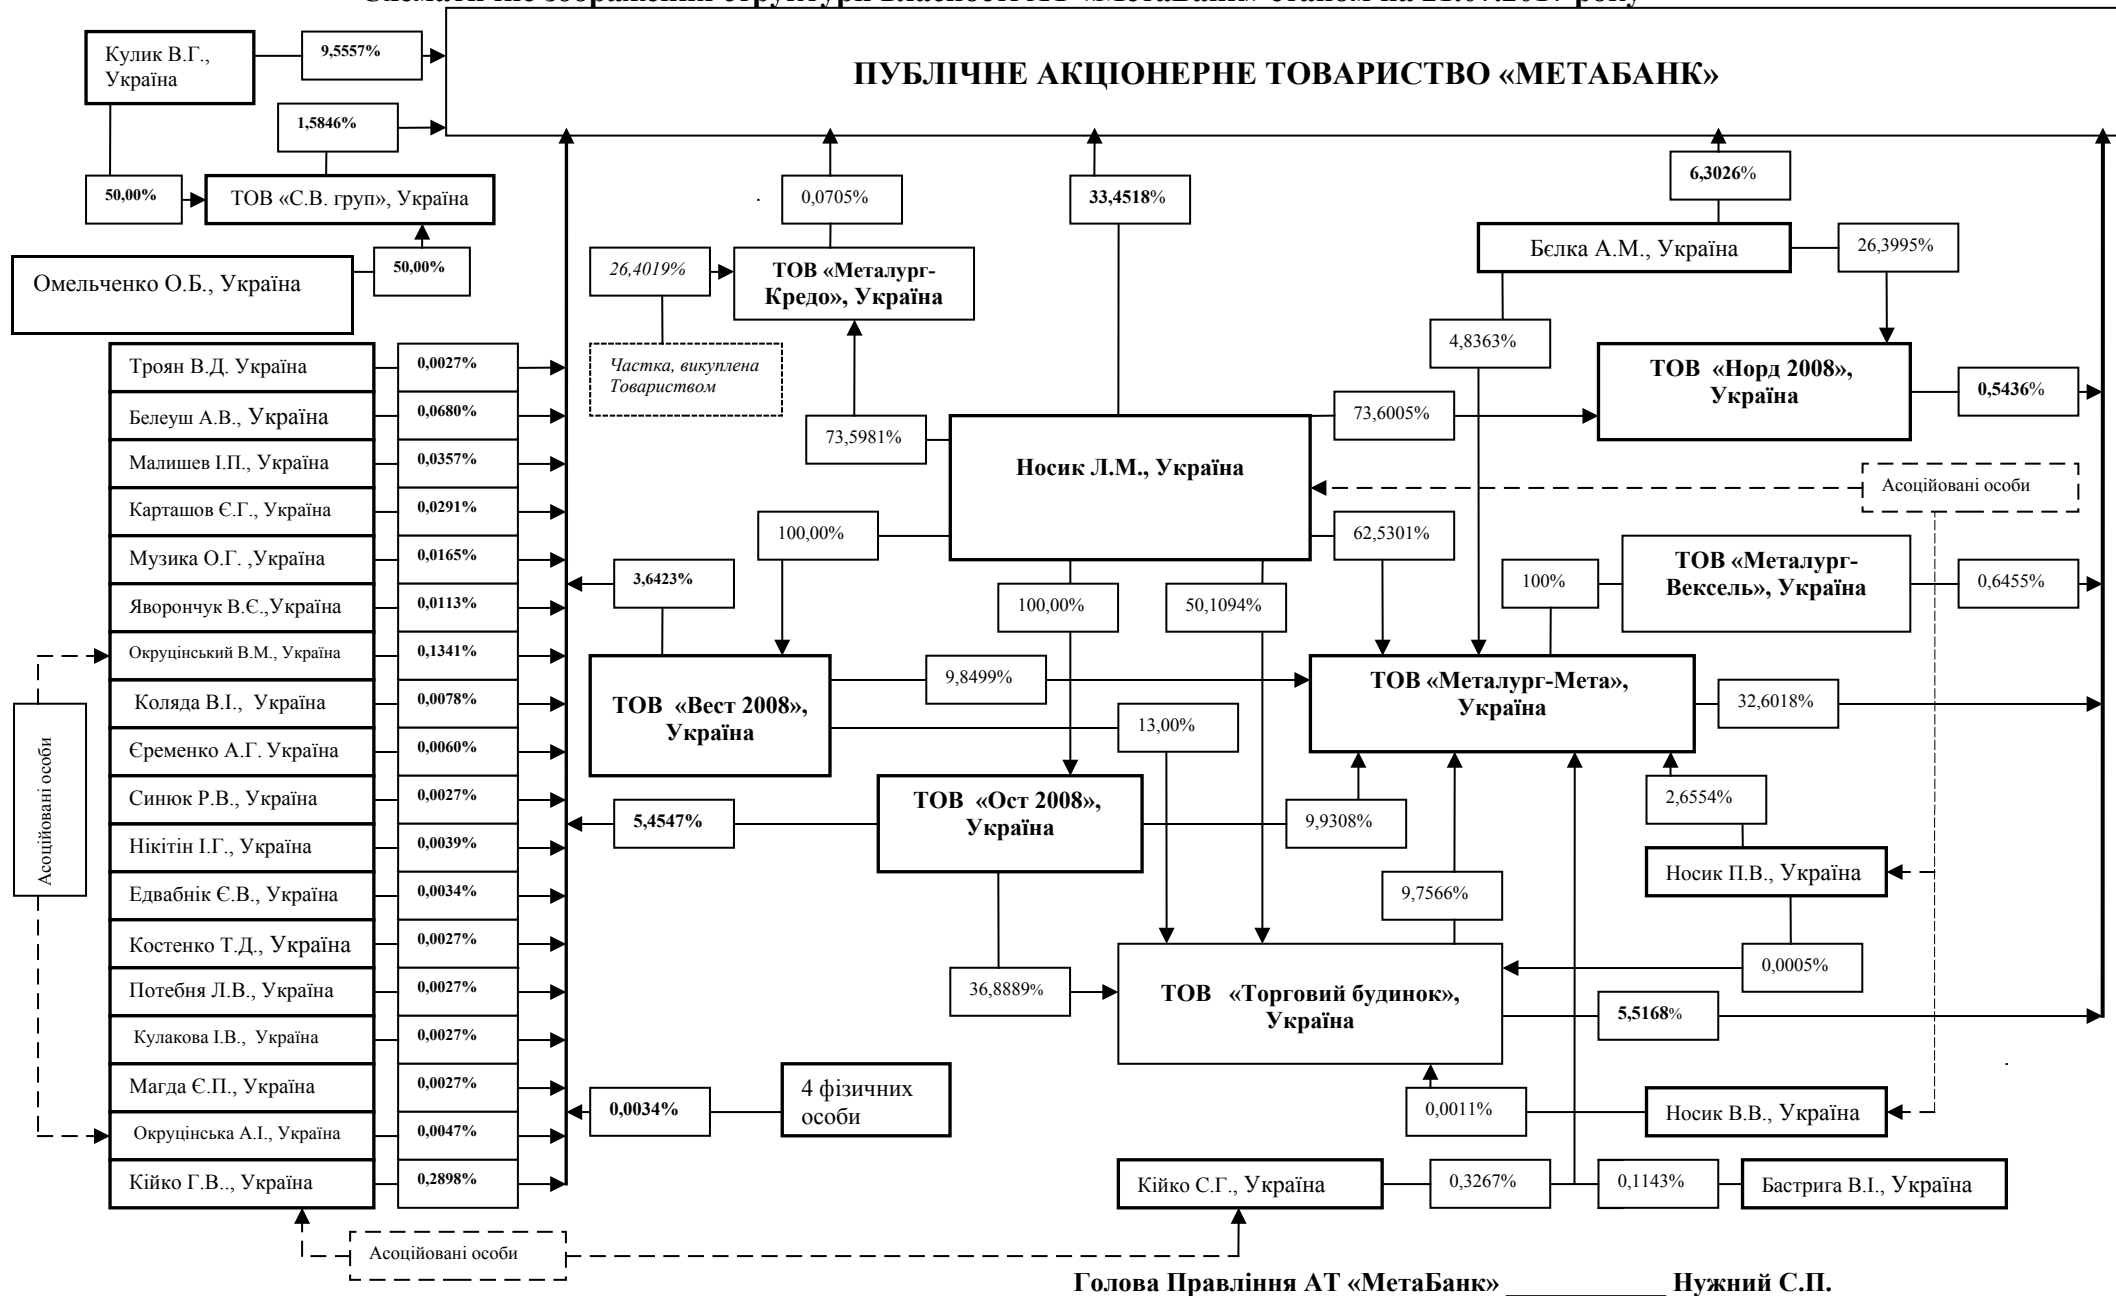 ПУБЛІЧНЕ АКЦІОНЕРНЕ ТОВАРИСТВО «МЕТАБАНК»
Кулик В.Г.,
Україна
9,5557%
1,5846%
50,00%
ТОВ «С.В. груп», Україна
50,00%
Омельченко О.Б., Україна
0,0705%
33,4518%
6,3026%
26,4019%
ТОВ «Металург-
Кредо», Україна
Бєлка А.М., Україна
26,3995%
Частка, викуплена
Товариством
4,8363%
ТОВ «Норд 2008»,
Україна
0,5436%
73,5981%
Носик Л.М., Україна
73,6005%
Асоційовані особи
Троян В.Д. Україна
0,0027%
Белеуш А.В., Україна
0,0680%
Малишев І.П., Україна
0,0357%
Карташов Є.Г., Україна
0,0291%
Музика О.Г. ,Україна
0,0165%
Яворончук В.Є.,Україна
0,0113%
Окруцінський В.М., Україна
0,1341%
Коляда В.І., Україна
0,0078%
Єременко А.Г. Україна
0,0060%
Синюк Р.В., Україна
0,0027%
Нікітін І.Г., Україна
0,0039%
Едвабнік Є.В., Україна
0,0034%
Костенко Т.Д., Україна
0,0027%
Потебня Л.В., Україна
0,0027%
Кулакова І.В., Україна
0,0027%
Магда Є.П., Україна
0,0027%
Окруцінська А.І., Україна
0,0047%
Кійко Г.В.., Україна
0,2898%
Асоційовані особи
100,00%
62,5301%
3,6423%
100,00%
50,1094%
100%
ТОВ «Металург-
Вексель», Україна
0,6455%
ТОВ «Вест 2008»,
Україна
9,8499%
13,00%
ТОВ «Металург-Мета»,
Україна
32,6018%
5,4547%
ТОВ «Ост 2008»,
Україна
9,9308%
2,6554%
9,7566%
Носик П.В., Україна
36,8889%
ТОВ «Торговий будинок»,
Україна
0,0005%
5,5168%
0,0034%
4 фізичних
особи
0,0011%
Носик В.В., Україна
Кійко С.Г., Україна
0,3267%
0,1143%
Бастрига В.І., Україна
Асоційовані особи
Голова Правління АТ «МетаБанк» ____________ Нужний С.П.